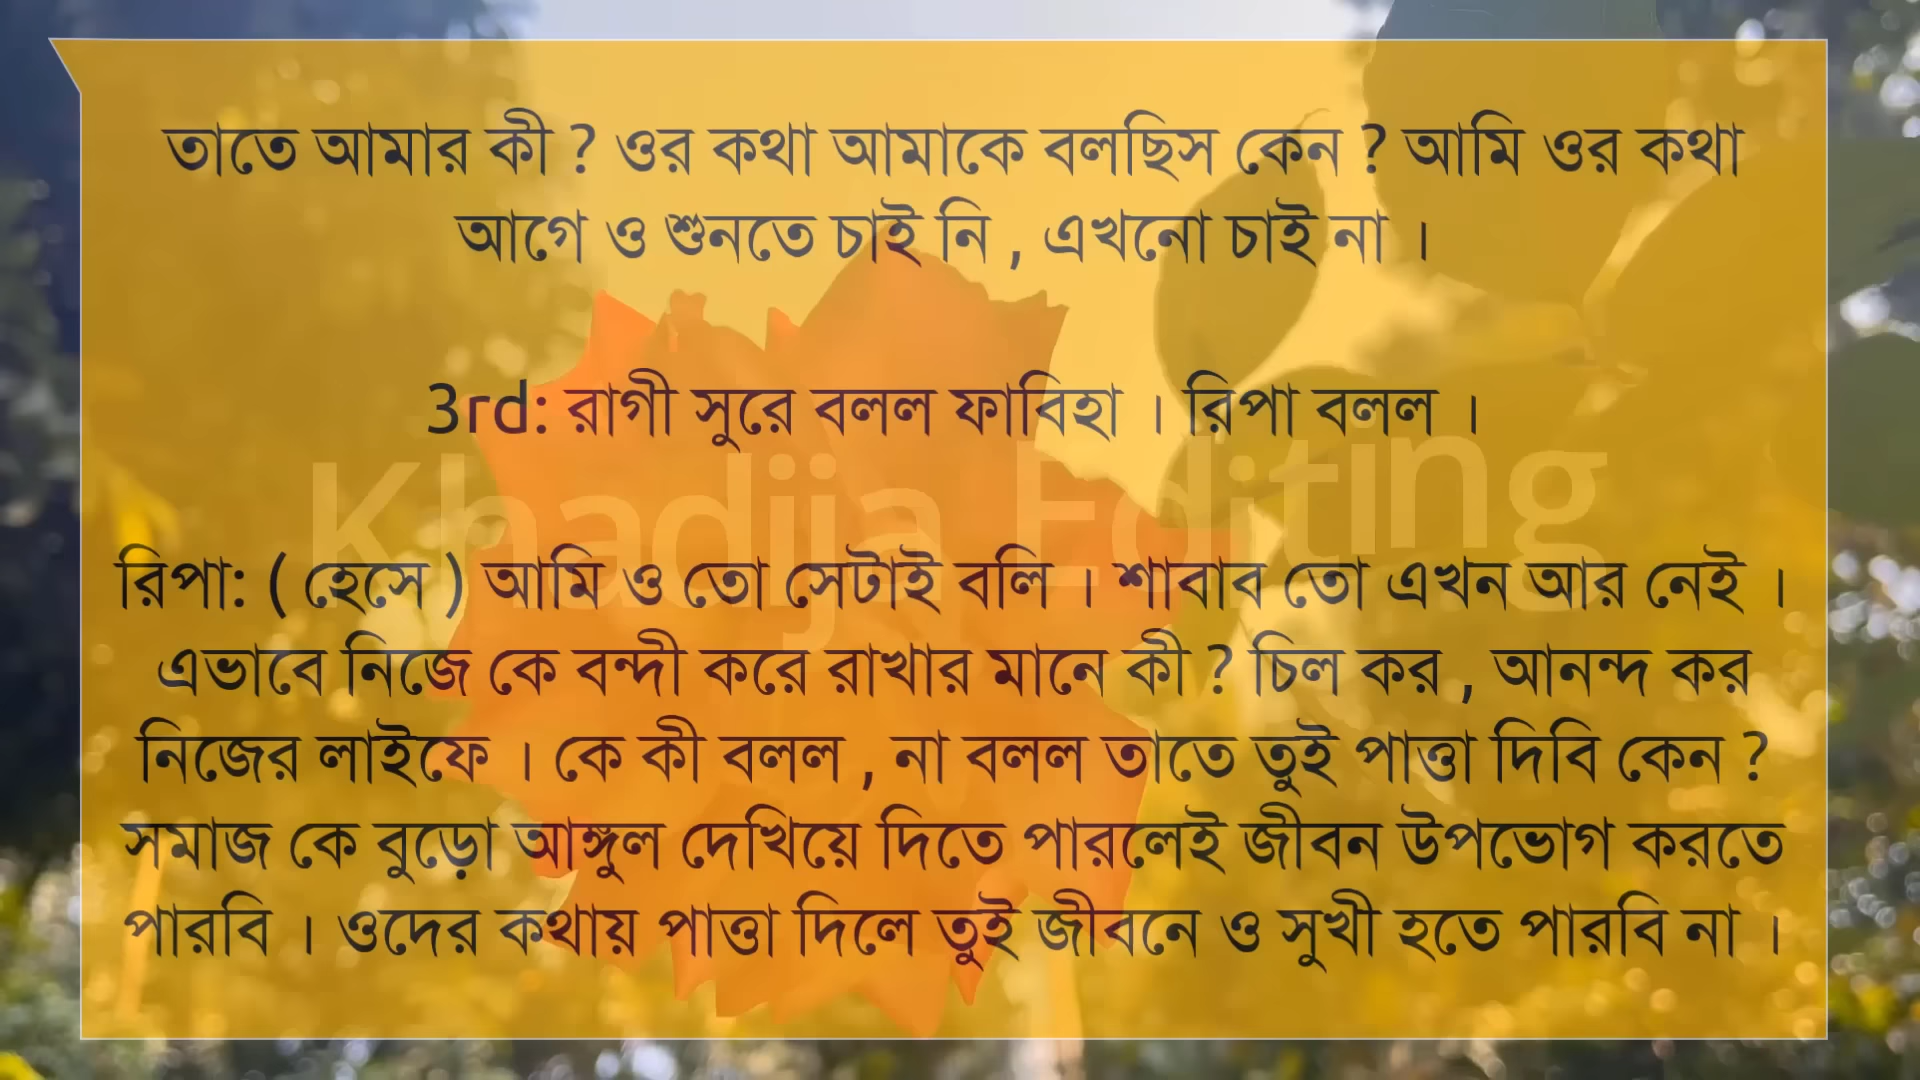 তাতে আমার কী ? ওর কথা আমাকে বলছিস কেন ? আমি ওর কথা
আগে ও শুনতে চাই নি , এখনো চাই না ।
3rd: রাগী সুরে বলল ফাবিহা । রিপা বলল ।
Khadija Editing
রিপা: ( হেসে ) আমি ও তো সেটাই বলি । শাবাব তো এখন আর নেই ।
এভাবে নিজে কে বন্দী করে রাখার মানে কী ? চিল কর , আনন্দ কর
নিজের লাইফে । কে কী বলল , না বলল তাতে তুই পাত্তা দিবি কেন ?
সমাজ কে বুড়ো আঙ্গুল দেখিয়ে দিতে পারলেই জীবন উপভোগ করতে
পারবি । ওদের কথায় পাত্তা দিলে তুই জীবনে ও সুখী হতে পারবি না ।